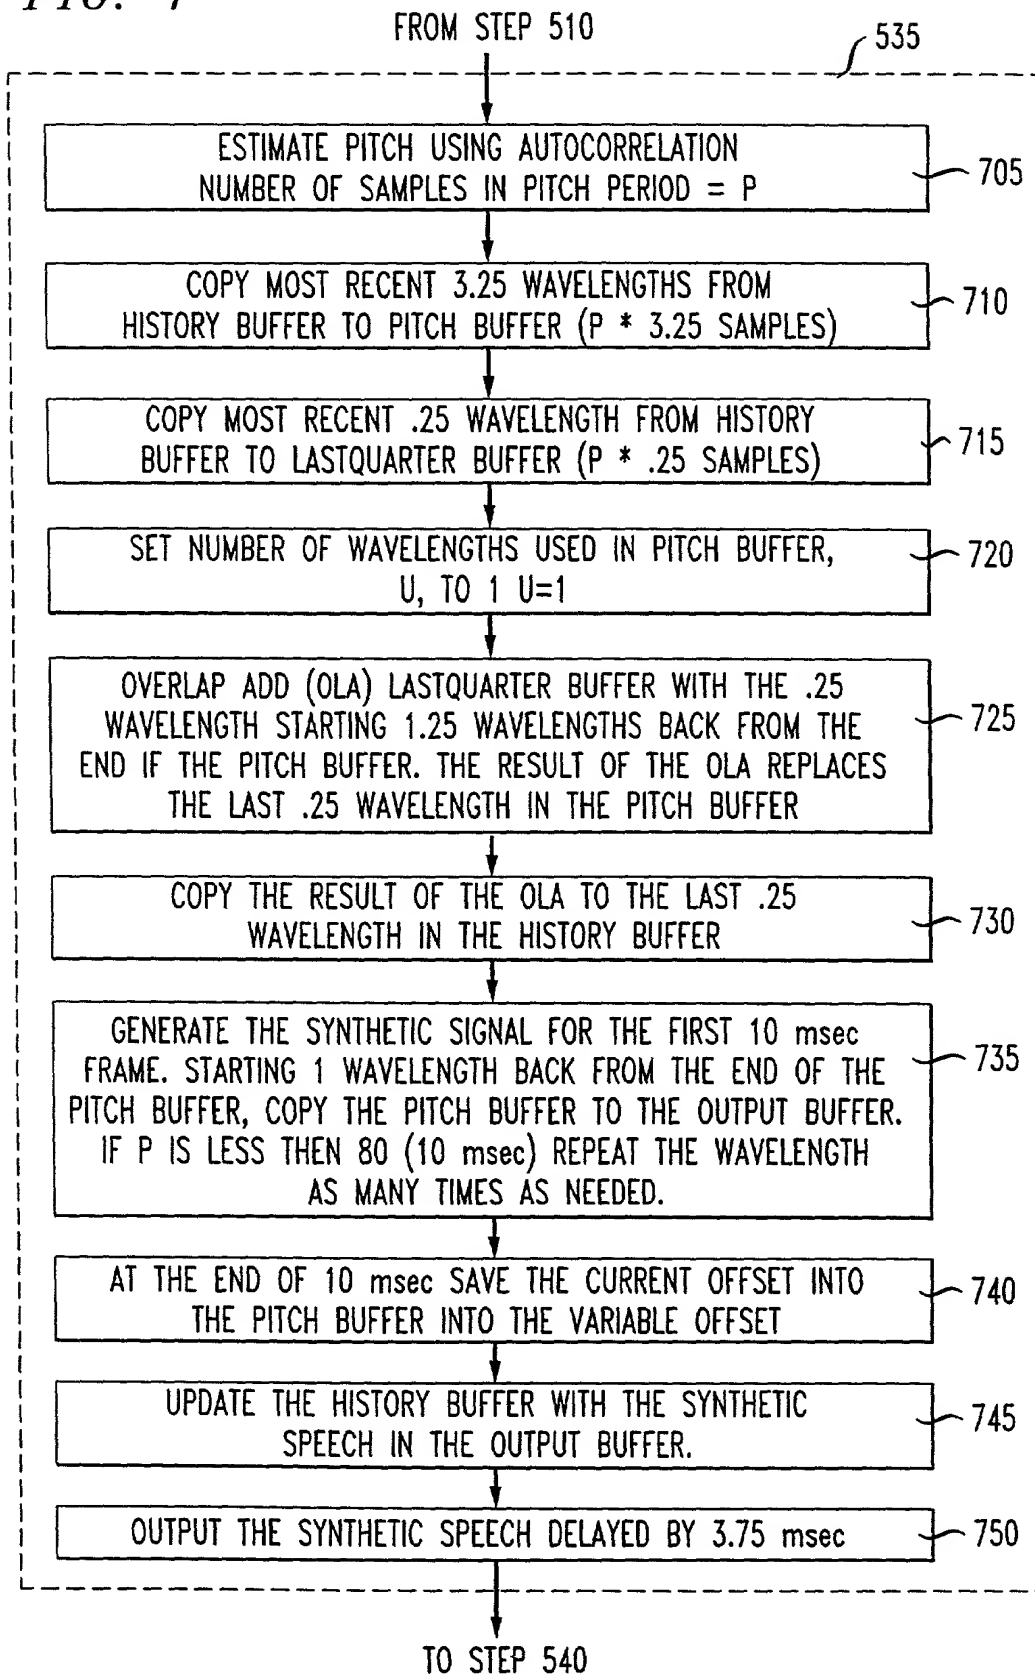 FIG. 7
FROM STEP 510
535
ESTIMATE PITCH USING AUTOCORRELATION
NUMBER OF SAMPLES IN PITCH PERIOD = P
705
COPY MOST RECENT 3.25 WAVELENGTHS FROM
HISTORY BUFFER TO PITCH BUFFER (P * 3.25 SAMPLES)
710
COPY MOST RECENT .25 WAVELENGTH FROM HISTORY
BUFFER TO LASTQUARTER BUFFER (P * .25 SAMPLES)
715
SET NUMBER OF WAVELENGTHS USED IN PITCH BUFFER,
U, TO 1 U=1
720
OVERLAP ADD (OLA) LASTQUARTER BUFFER WITH THE .25
WAVELENGTH STARTING 1.25 WAVELENGTHS BACK FROM THE
END IF THE PITCH BUFFER. THE RESULT OF THE OLA REPLACES
THE LAST .25 WAVELENGTH IN THE PITCH BUFFER
725
COPY THE RESULT OF THE OLA TO THE LAST .25
WAVELENGTH IN THE HISTORY BUFFER
730
GENERATE THE SYNTHETIC SIGNAL FOR THE FIRST 10 msec
FRAME. STARTING 1 WAVELENGTH BACK FROM THE END OF THE
PITCH BUFFER, COPY THE PITCH BUFFER TO THE OUTPUT BUFFER.
IF P IS LESS THEN 80 (10 msec) REPEAT THE WAVELENGTH
AS MANY TIMES AS NEEDED.
735
AT THE END OF 10 msec SAVE THE CURRENT OFFSET INTO
THE PITCH BUFFER INTO THE VARIABLE OFFSET
740
UPDATE THE HISTORY BUFFER WITH THE SYNTHETIC
SPEECH IN THE OUTPUT BUFFER.
745
OUTPUT THE SYNTHETIC SPEECH DELAYED BY 3.75 msec
750
TO STEP 540